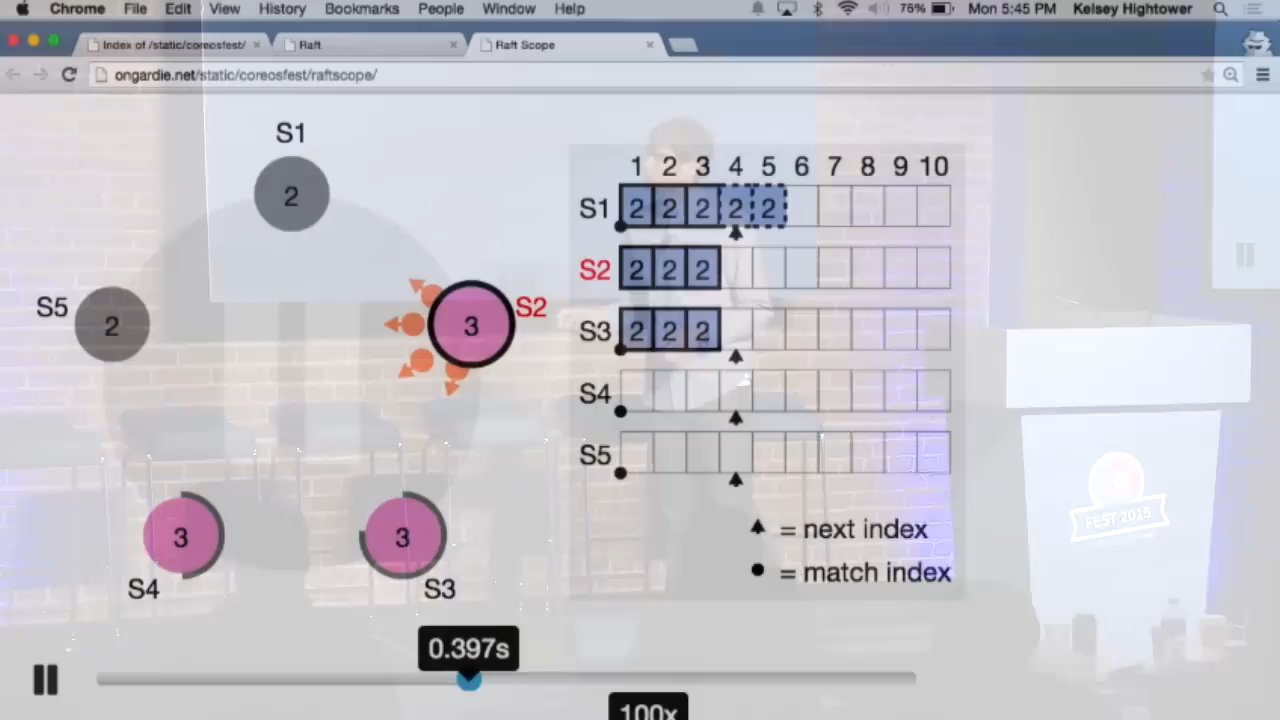 Chrome File Edit View History Bookmarks People Window Help 76% Mon 5:45 PM Kelsey Hightower
Index of /static/coreosfest/ Raft Raft Scope
ongardie.net/static/coreosfest/raftscope/
S1
2
S5
2
3
S2
3
S4
3
S3
1 2 3 4 5 6 7 8 9 10
S1 2 2 2 2 2
S2 2 2 2
S3 2 2 2
S4
S5
= next index
= match index
FEST 2015
0.397s
100x